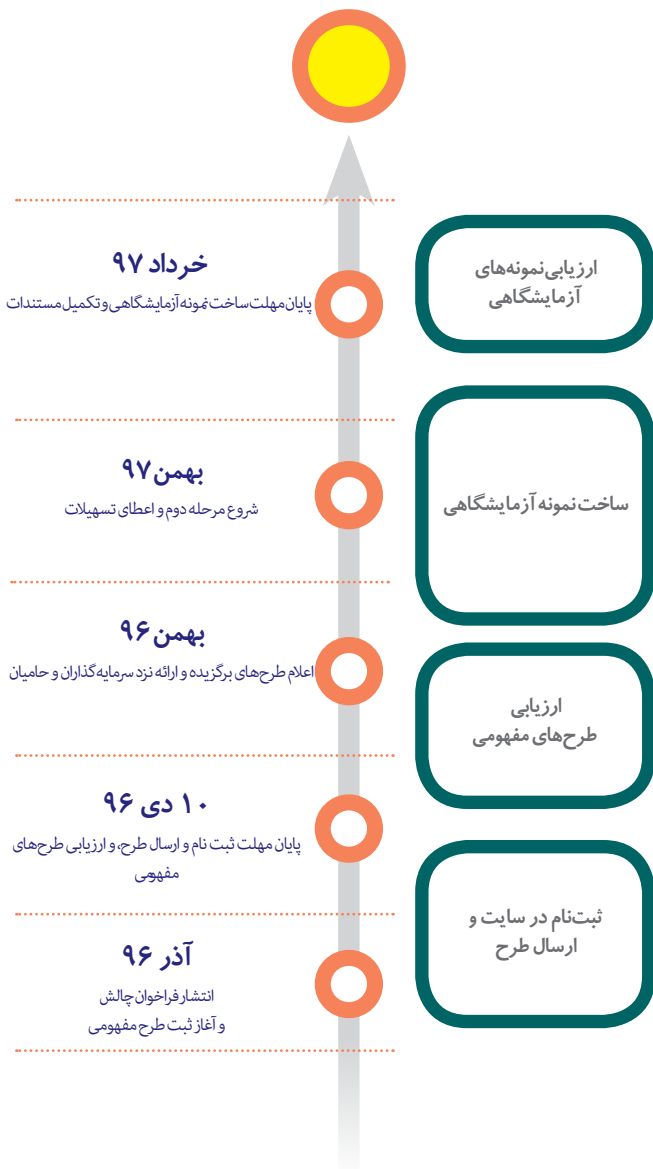 ارزیابی نمونه‌های
آزمایشگاهی
خرداد ۹۷
پایان مهلت ساخت نمونه آزمایشگاهی و تکمیل مستندات
ساخت نمونه آزمایشگاهی
بهمن ۹۷
شروع مرحله دوم و اعطای تسهیلات
بهمن ۹۶
اعلام طرح‌های برگزیده و ارائه نزد سرمایه‌گذاران و حامیان
ارزیابی
طرح‌های مفهومی
۱۰ دی ۹۶
پایان مهلت ثبت نام و ارسال طرح، و ارزیابی طرح‌های
مفهومی
ثبت‌نام در سایت و
ارسال طرح
آذر ۹۶
انتشار فراخوان چالش
و آغاز ثبت طرح مفهومی